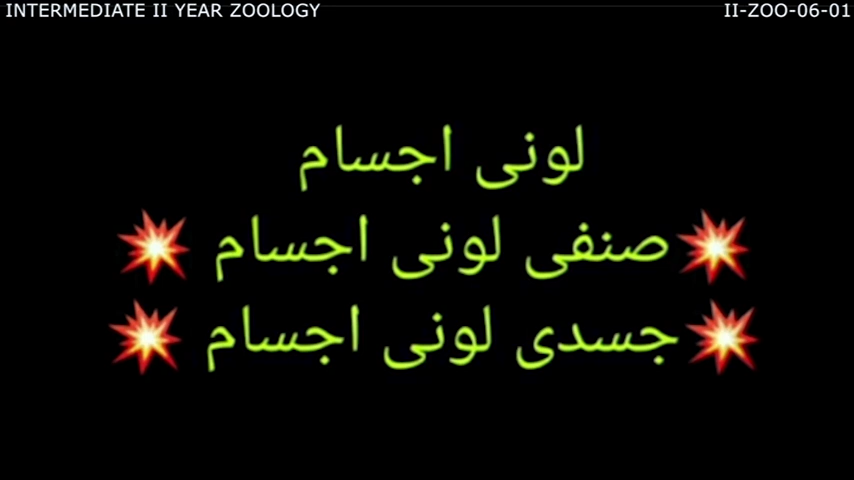 INTERMEDIATE II YEAR ZOOLOGY
II-ZOO-06-01
لونی اجسام
💥صنفی لونی اجسام 💥
💥جسدی لونی اجسام 💥